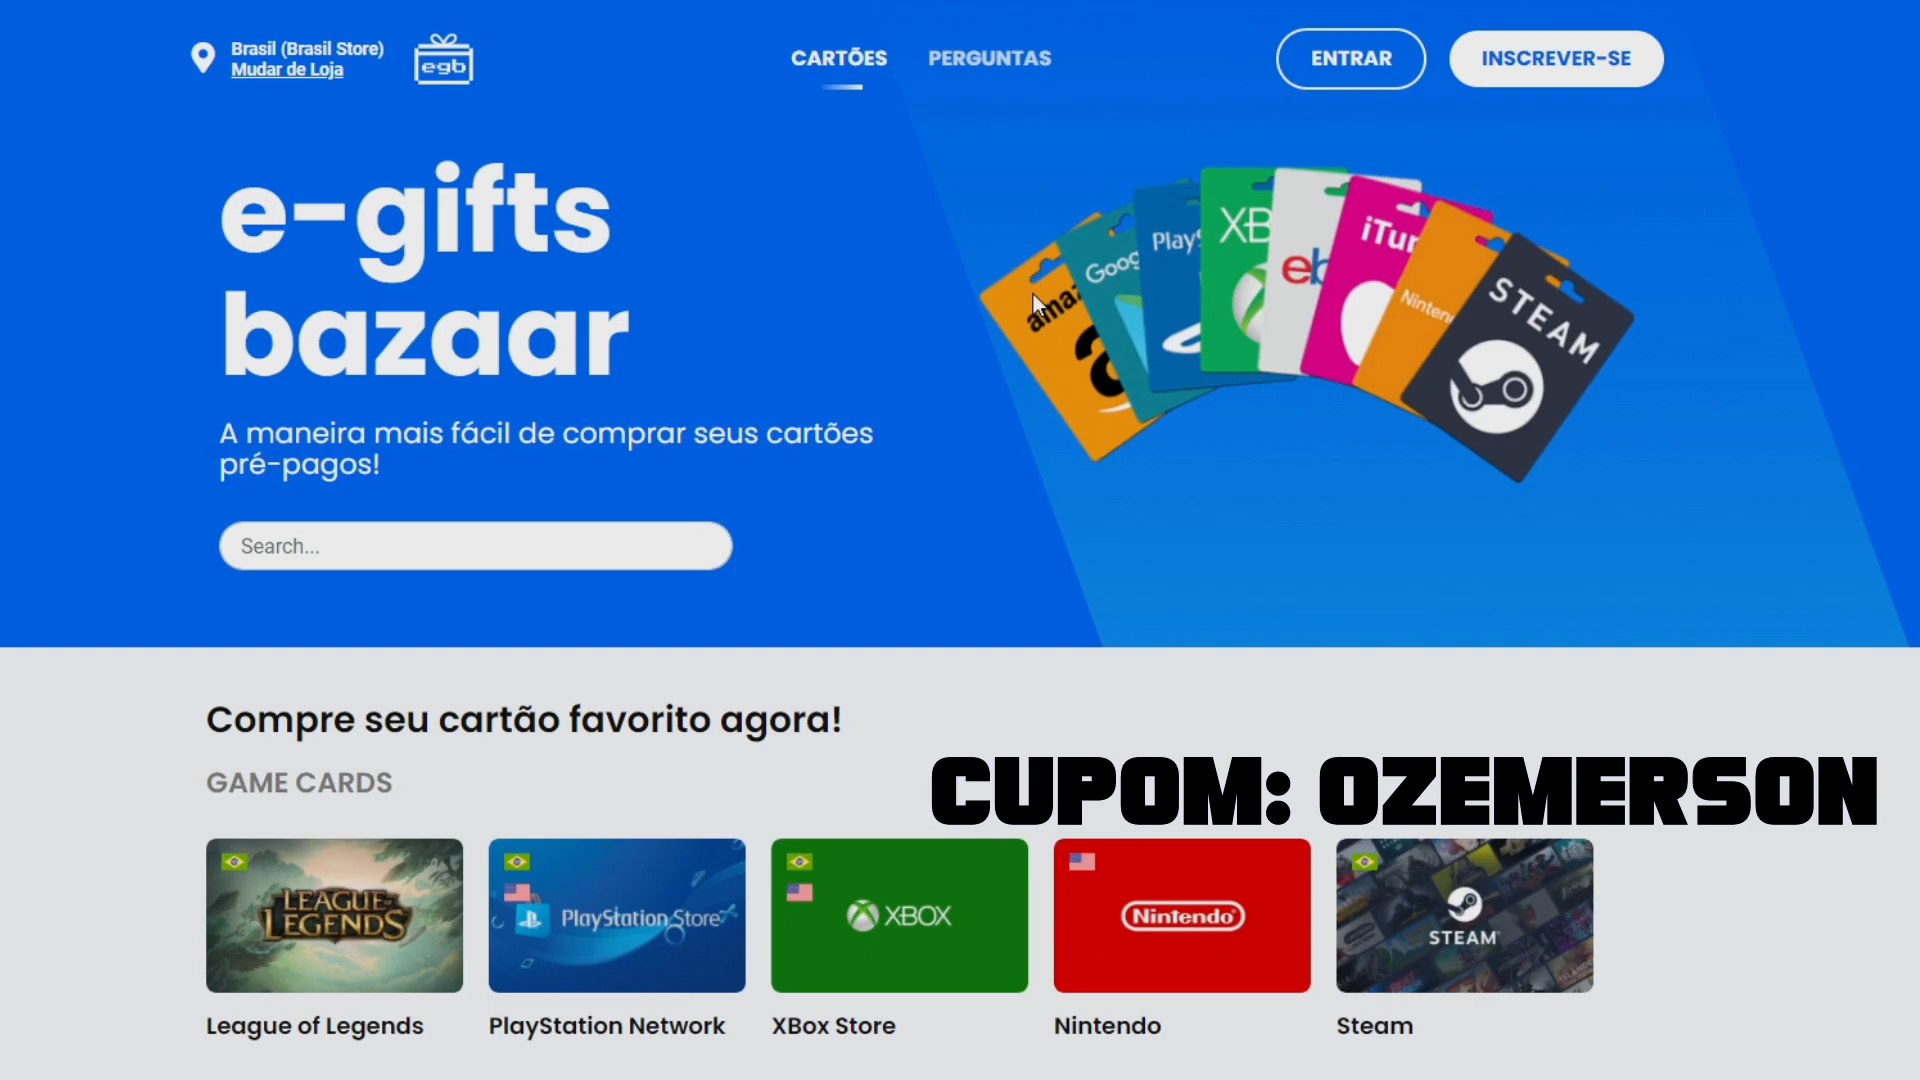 Brasil (Brasil Store)
Mudar de Loja
egb
CARTÕES
PERGUNTAS
ENTRAR
INSCREVER-SE
e-gifts
bazaar
A maneira mais fácil de comprar seus cartões
pré-pagos!
Search...
STEAM
Compre seu cartão favorito agora!
GAME CARDS
CUPOM: OZEMERSON
LEAGUE OF
LEGENDS
PlayStation Store
XBOX
Nintendo
STEAM
League of Legends
PlayStation Network
XBox Store
Nintendo
Steam